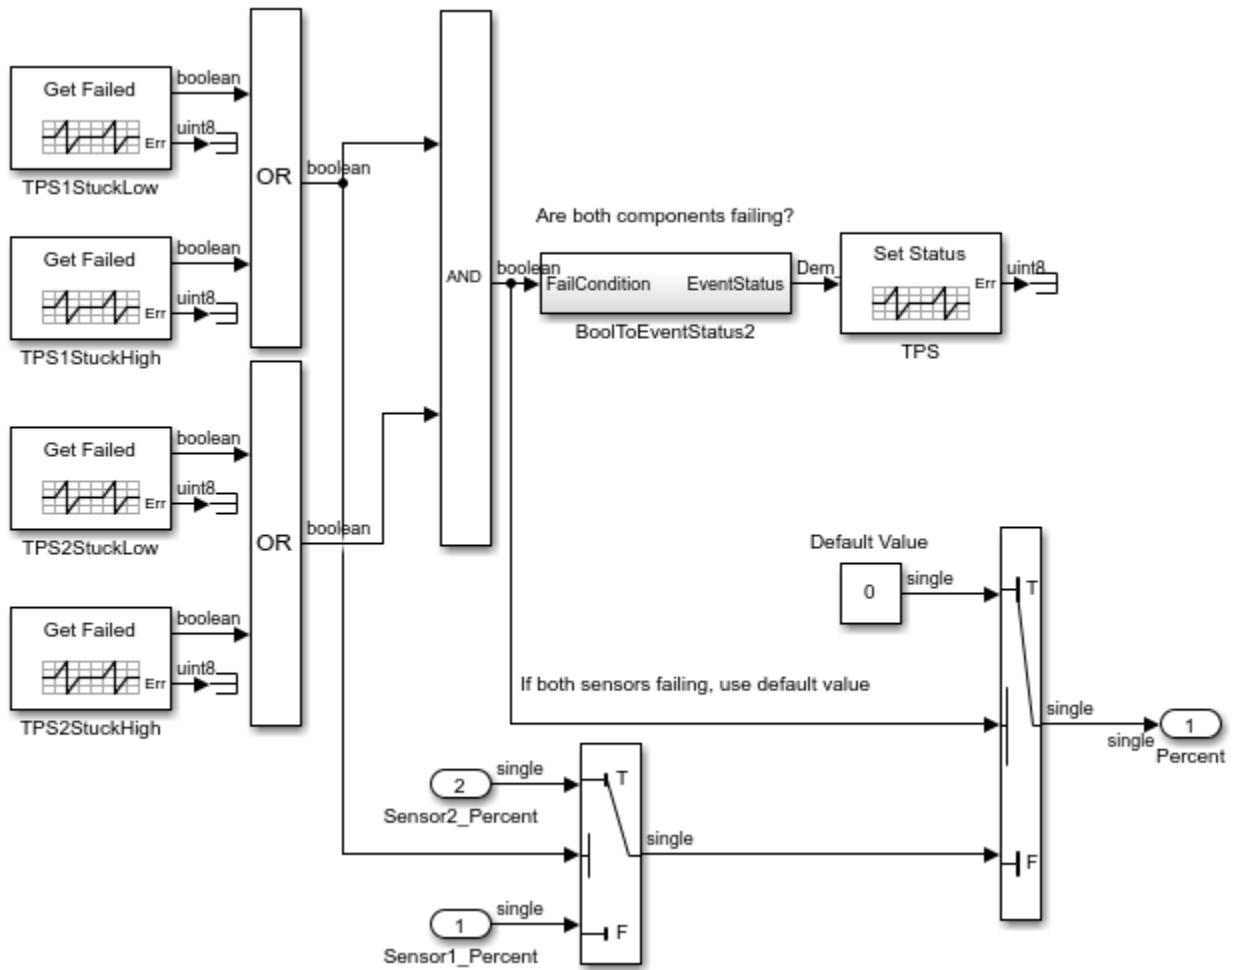 Get Failed
Err
boolean
uint8
TPS1StuckLow
Get Failed
Err
boolean
uint8
TPS1StuckHigh
OR
boolean
Get Failed
Err
boolean
uint8
TPS2StuckLow
Get Failed
Err
boolean
uint8
TPS2StuckHigh
OR
boolean
AND
boolean
Are both components failing?
FailCondition EventStatus
BoolToEventStatus2
Dem_
Set Status
Err
uint8
TPS
Default Value
0
single
If both sensors failing, use default value
2
single
Sensor2_Percent
1
single
Sensor1_Percent
T
F
single
T
F
single
single
1
Percent